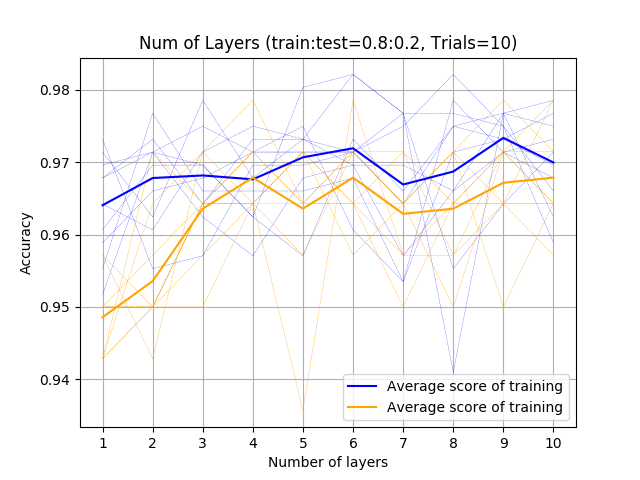 Num of Layers (train:test=0.8:0.2, Trials=10)
0.98
0.97
0.96
0.95
0.94
Accuracy
Average score of training
Average score of training
1 2 3 4 5 6 7 8 9 10
Number of layers